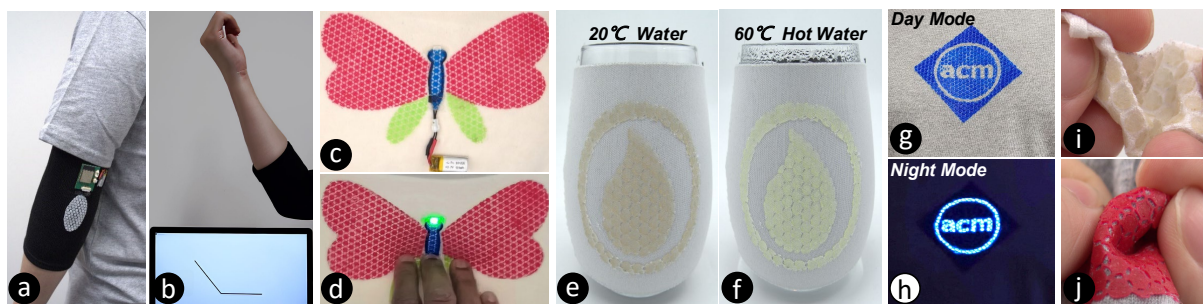 a
b
c
d
20℃ Water
e
60℃ Hot Water
f
Day Mode
acm
g
Night Mode
acm
h
i
j